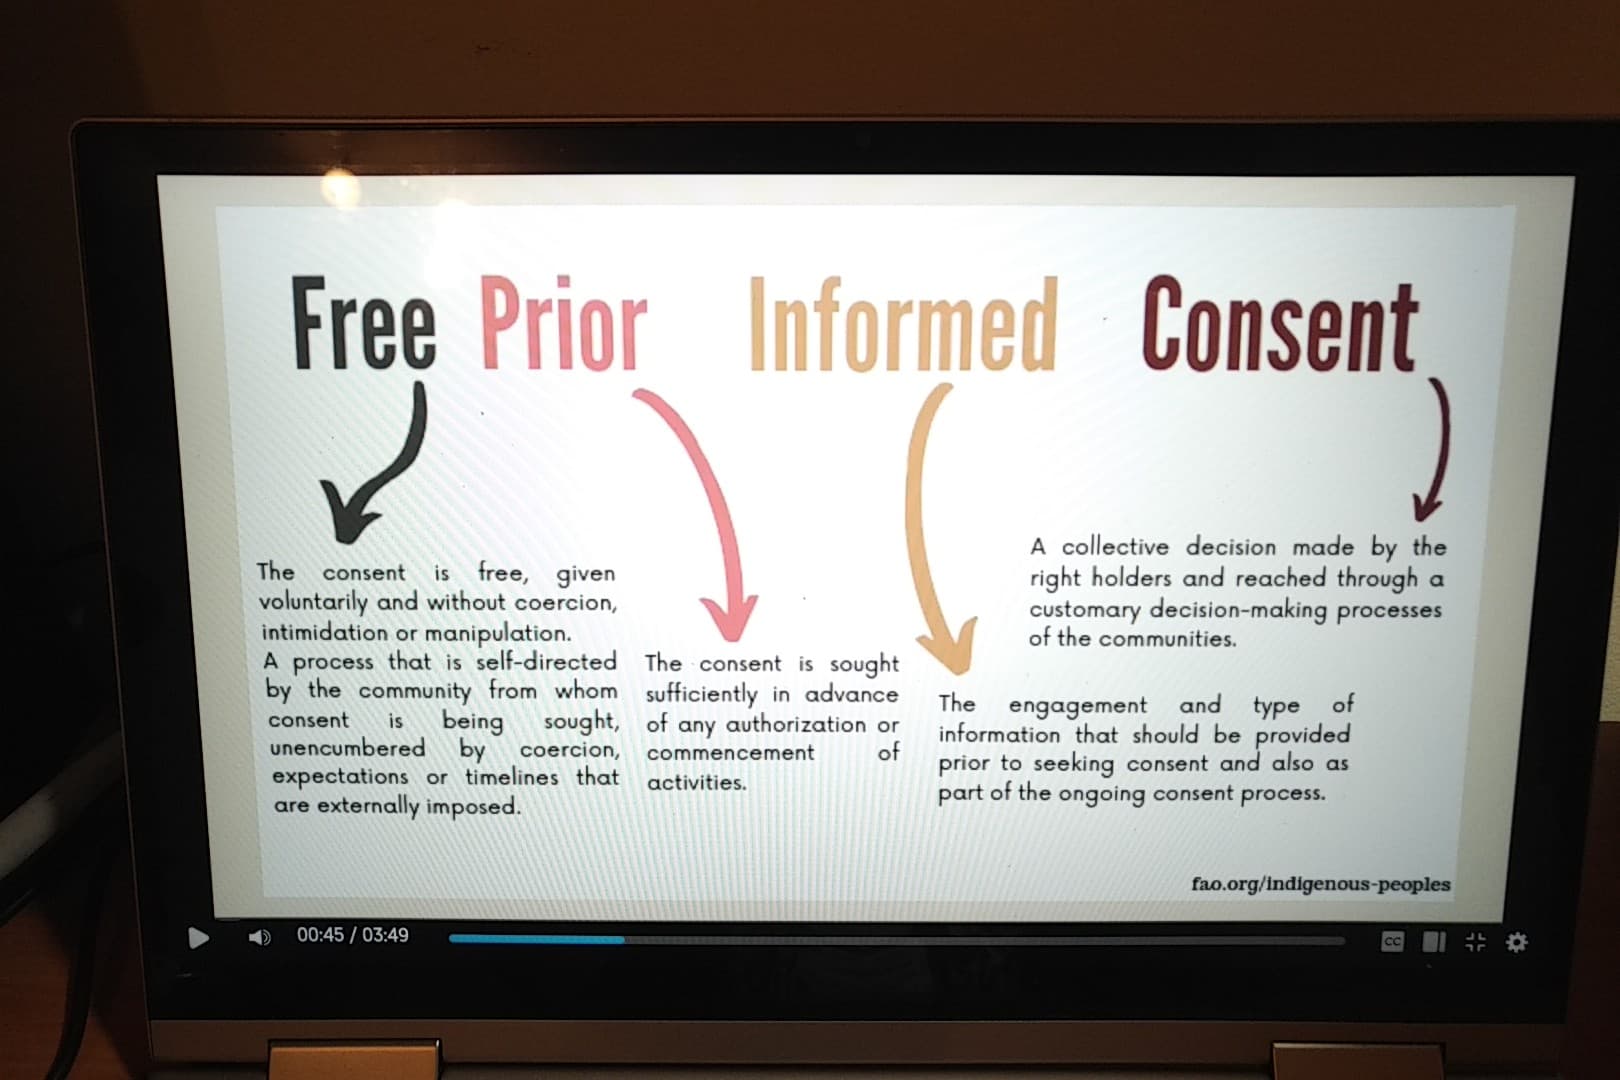 Free Prior Informed Consent
The consent is free, given
voluntarily and without coercion,
intimidation or manipulation.
A process that is self-directed
by the community from whom
consent is being sought,
unencumbered by coercion,
expectations or timelines that
are externally imposed.
The consent is sought
sufficiently in advance
of any authorization or
commencement of
activities.
The engagement and type of
information that should be provided
prior to seeking consent and also as
part of the ongoing consent process.
A collective decision made by the
right holders and reached through a
customary decision-making processes
of the communities.
fao.org/indigenous-peoples
00:45 / 03:49
CC